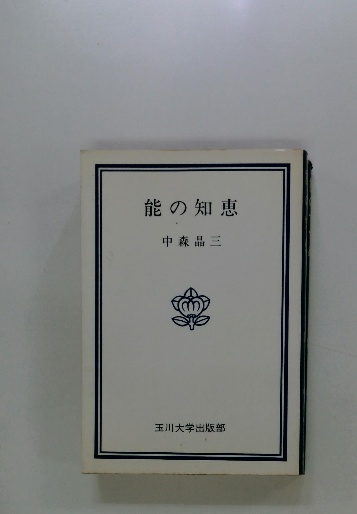 能の知恵
中森晶三
玉川大学出版部